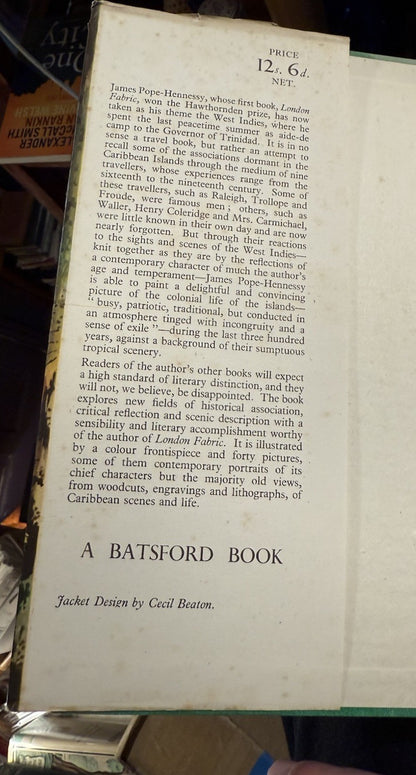 PRICE
12s. 6d.
NET.
James Pope-Hennessy, whose first book, London
Fabric, won the Hawthornden prize, has now
taken as his theme the West Indies, where he
spent the last peacetime summer as aide-de
camp to the Governor of Trinidad. It is in no
sense a travel book, but rather an attempt to
recall some of the associations dormant in the
Caribbean Islands through the medium of nine
travellers, whose experiences range from the
sixteenth to the nineteenth century. Some of
these travellers, such as Raleigh, Trollope and
Froude, were famous men; others, such as
Waller, Henry Coleridge and Mrs. Carmichael,
were little known in their own day and are now
nearly forgotten. But through their reactions
to the sights and scenes of the West Indies—
knit together as they are by the reflections of
a contemporary character of mutch the author's
age and temperament—James Pope-Hennessy
is able to paint a delightful and convincing
picture of the colonial life of the islands—
“busy, patriotic, traditional, but conducted in
an atmosphere tinged with incongruity and a
sense of exile”—during the last three hundred
years, against a background of their sumptuous
tropical scenery.
Readers of the author's other books will expect
a high standard of literary distinction, and they
will not, we believe, be disappointed. The book
explores new fields of historical association,
critical reflection and scenic description with a
sensibility and literary accomplishment worthy
of the author of London Fabric. It is illustrated
by a colour frontispiece and forty pictures,
some of them contemporary portraits of its
chief characters but the majority old views,
from woodcuts, engravings and lithographs, of
Caribbean scenes and life.
A BATSFORD BOOK
Jacket Design by Cecil Beaton.
One
City
ALEXANDER
McCALL SMITH
IAN RANKIN
IRVINE WELSH